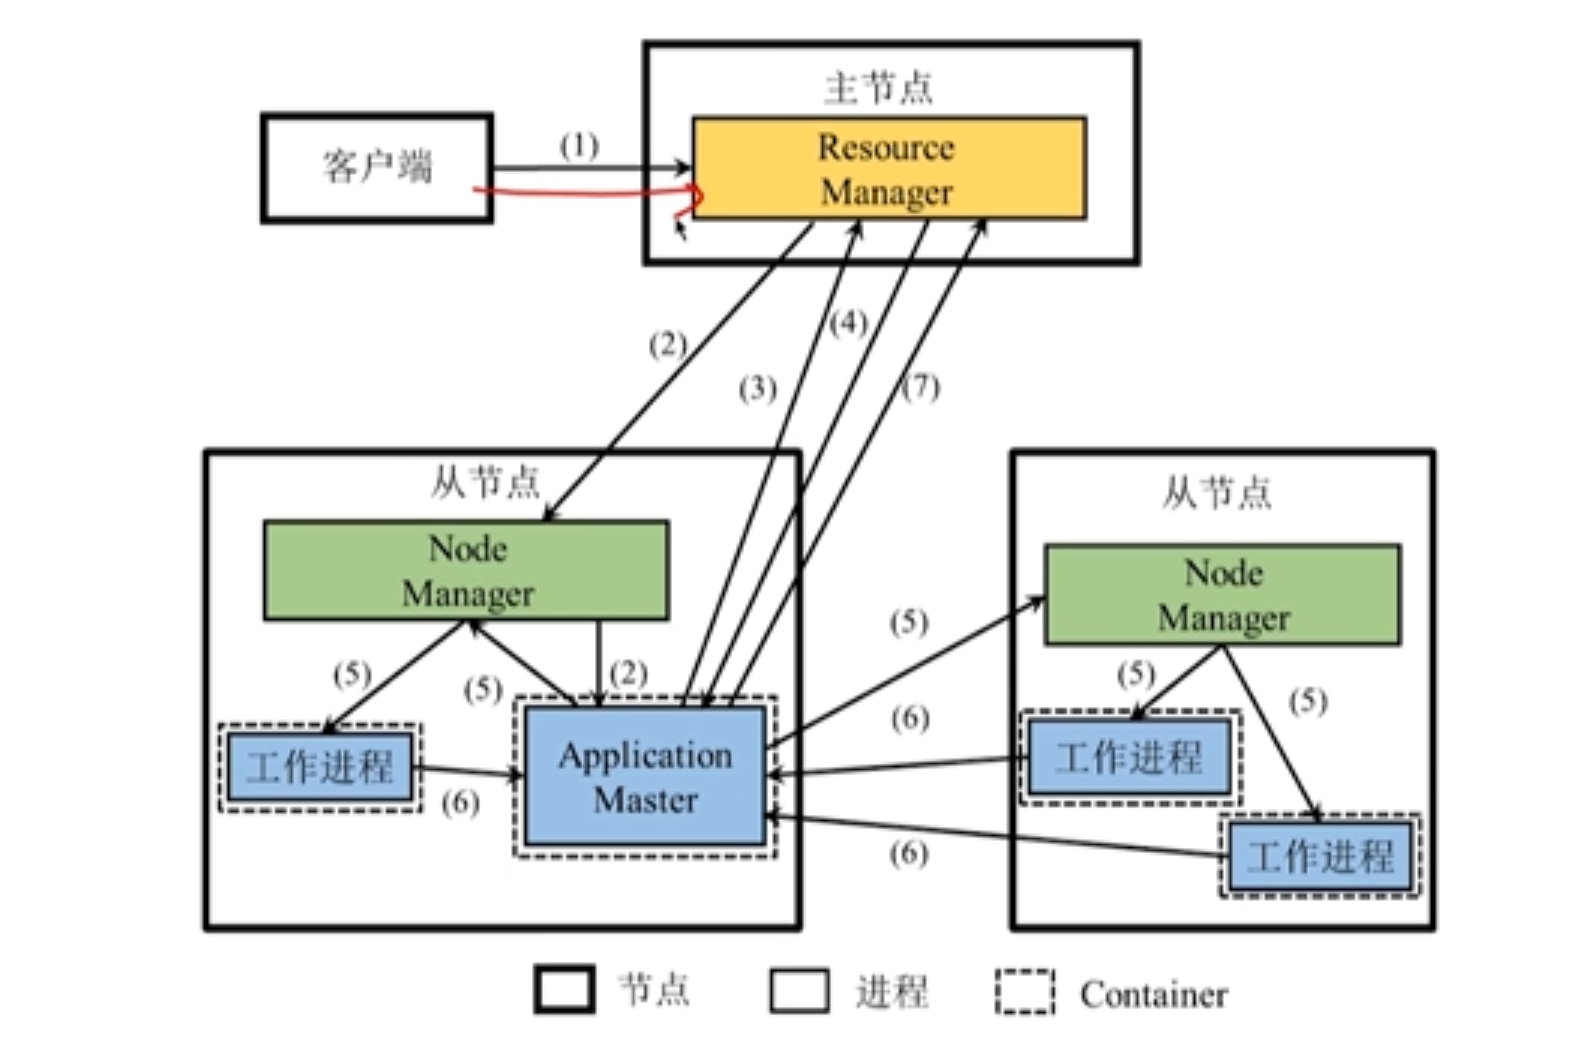 主节点
客户端
(1)
Resource
Manager
(2)
(3)
(4)
(7)
从节点
Node
Manager
(5)
(5)
(2)
工作进程
(6)
Application
Master
(5)
(6)
(6)
从节点
Node
Manager
(5)
(5)
工作进程
工作进程
节点
进程
Container